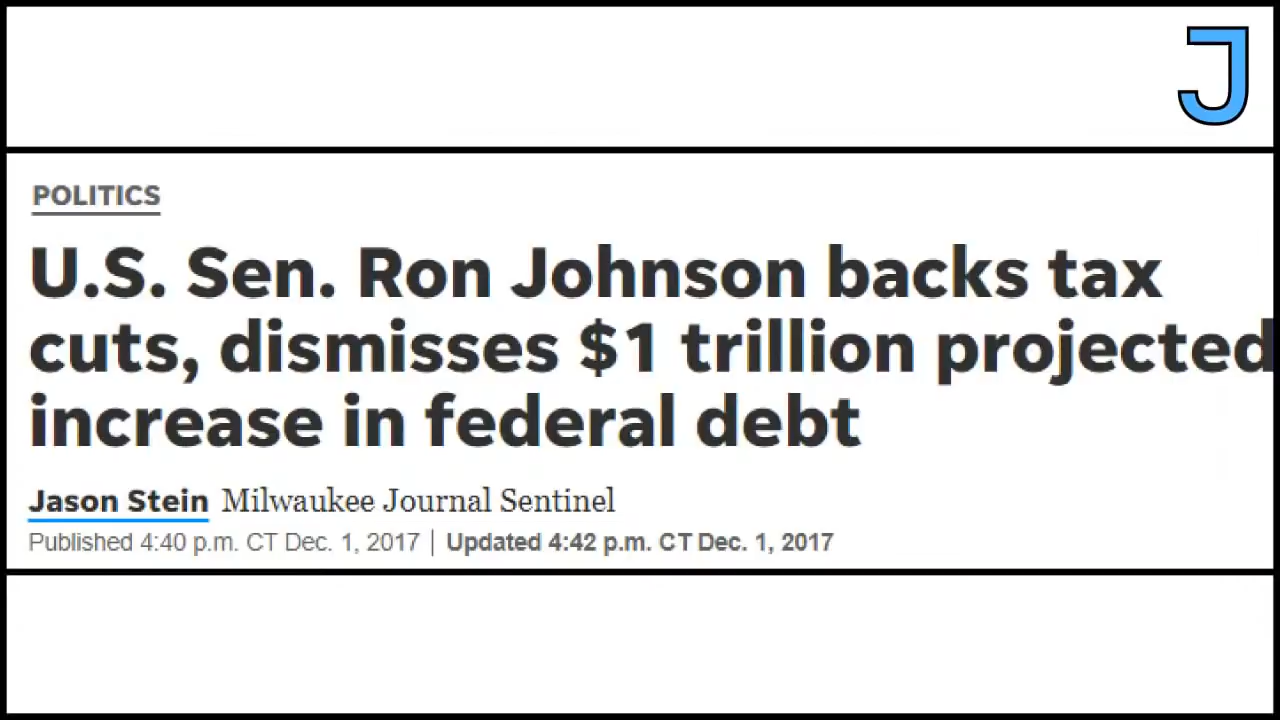 J
POLITICS
U.S. Sen. Ron Johnson backs tax
cuts, dismisses $1 trillion projected
increase in federal debt
Jason Stein Milwaukee Journal Sentinel
Published 4:40 p.m. CT Dec. 1, 2017 | Updated 4:42 p.m. CT Dec. 1, 2017